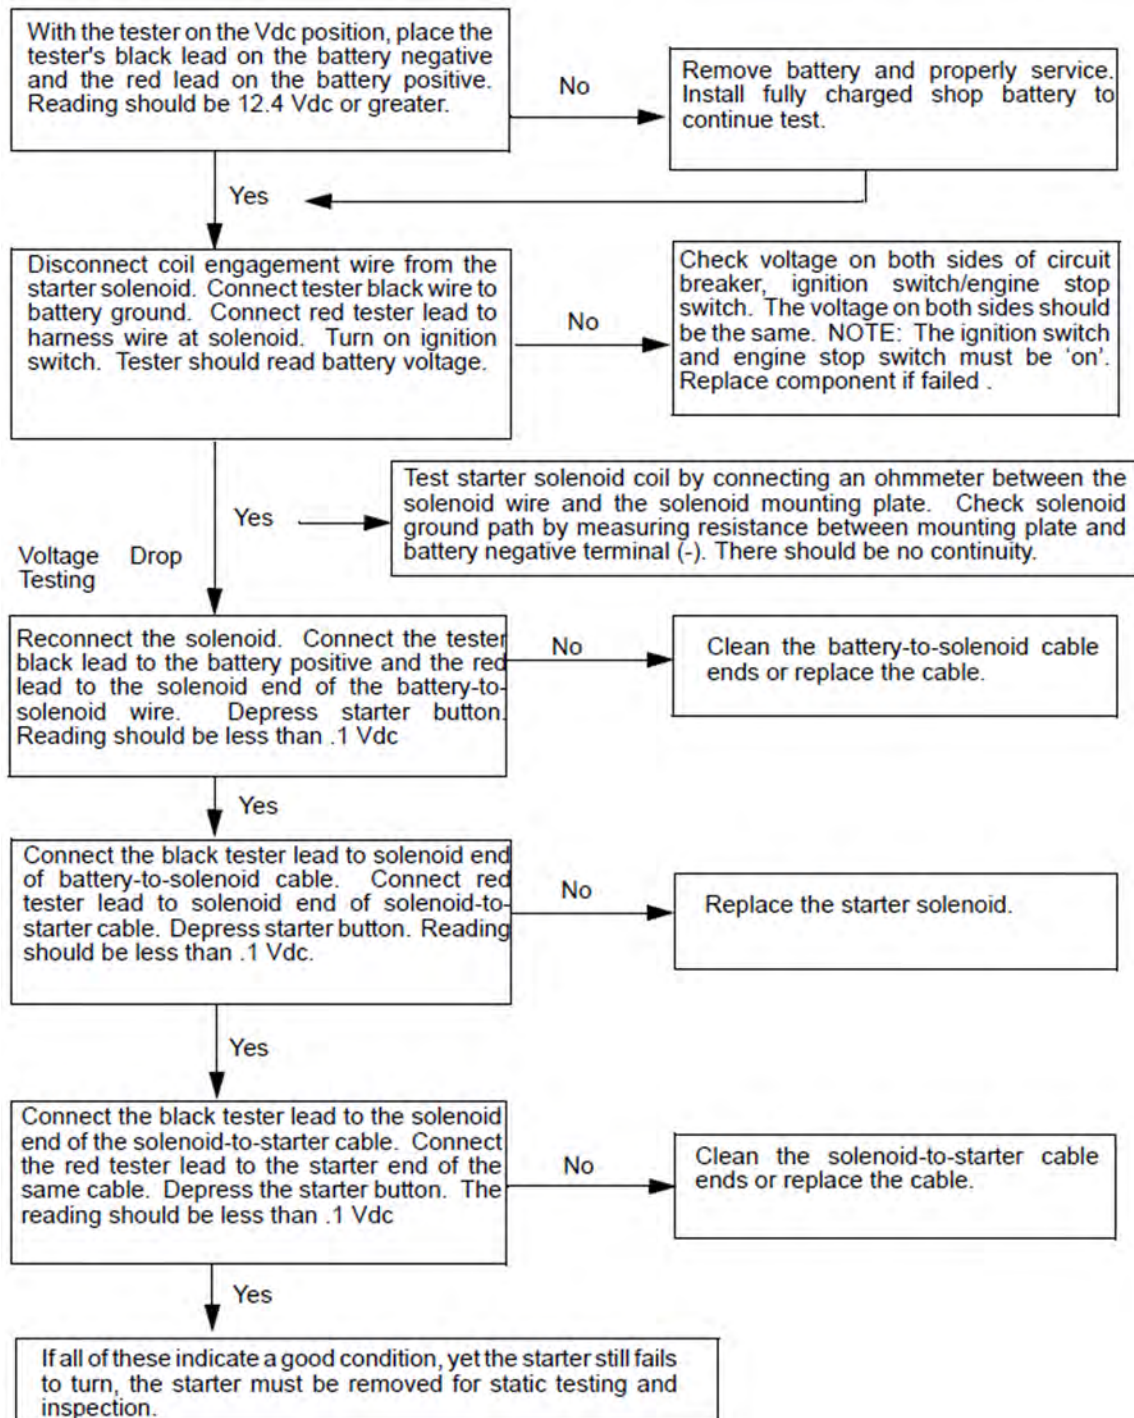 With the tester on the Vdc position, place the
tester's black lead on the battery negative
and the red lead on the battery positive.
Reading should be 12.4 Vdc or greater.
No
Remove battery and properly service.
Install fully charged shop battery to
continue test.
Yes
Disconnect coil engagement wire from the
starter solenoid. Connect tester black wire to
battery ground. Connect red tester lead to
harness wire at solenoid. Turn on ignition
switch. Tester should read battery voltage.
No
Check voltage on both sides of circuit
breaker, ignition switch/engine stop
switch. The voltage on both sides should
be the same. NOTE: The ignition switch
and engine stop switch must be ‘on’.
Replace component if failed .
Yes
Test starter solenoid coil by connecting an ohmmeter between the
solenoid wire and the solenoid mounting plate. Check solenoid
ground path by measuring resistance between mounting plate and
battery negative terminal (-). There should be no continuity.
Voltage Drop
Testing
Reconnect the solenoid. Connect the tester
black lead to the battery positive and the red
lead to the solenoid end of the battery-to-
solenoid wire. Depress starter button.
Reading should be less than .1 Vdc
No
Clean the battery-to-solenoid cable
ends or replace the cable.
Yes
Connect the black tester lead to solenoid end
of battery-to-solenoid cable. Connect red
tester lead to solenoid end of solenoid-to-
starter cable. Depress starter button. Reading
should be less than .1 Vdc.
No
Replace the starter solenoid.
Yes
Connect the black tester lead to the solenoid
end of the solenoid-to-starter cable. Connect
the red tester lead to the starter end of the
same cable. Depress the starter button. The
reading should be less than .1 Vdc
No
Clean the solenoid-to-starter cable
ends or replace the cable.
Yes
If all of these indicate a good condition, yet the starter still fails
to turn, the starter must be removed for static testing and
inspection.